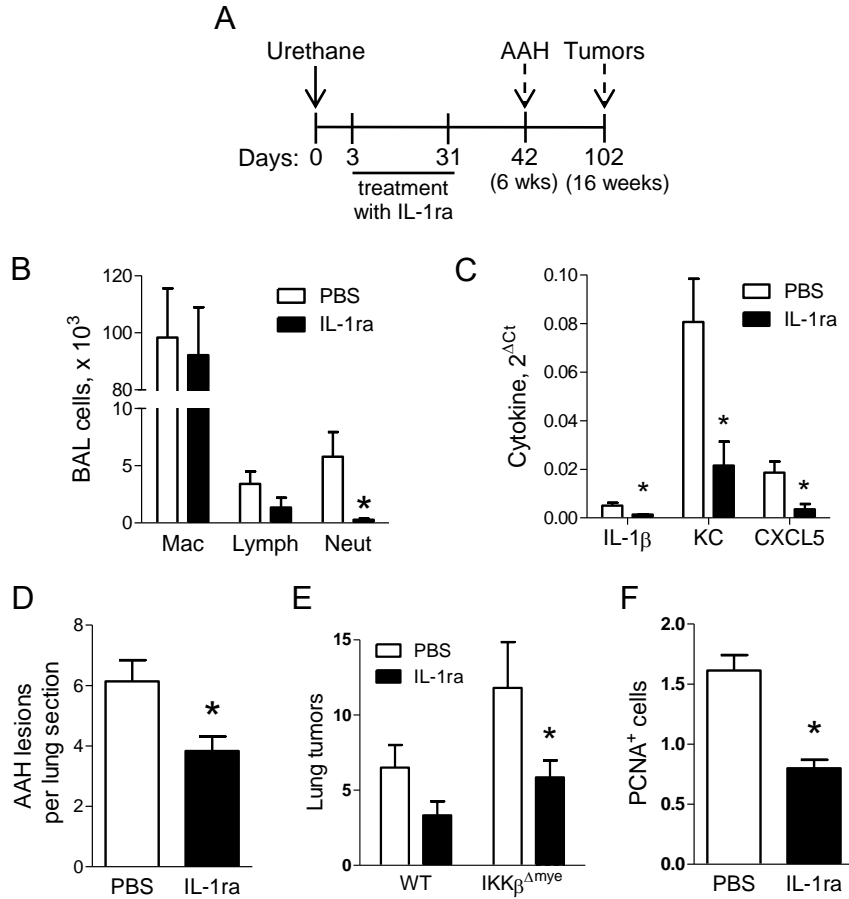 A
Urethane AAH Tumors
Days: 0 3 31 42 102
(6 wks) (16 weeks)
treatment
with IL-1ra
B
BAL cells, x 10³
120
100
80
10
5
0
PBS
IL-1ra
*
Mac Lymph Neut
C
Cytokine, 2^ΔCt
0.10
0.08
0.06
0.04
0.02
0.00
PBS
IL-1ra
* * *
IL-1β KC CXCL5
D
AAH lesions
per lung section
8
6
4
2
0
*
PBS IL-1ra
E
Lung tumors
15
10
5
0
PBS
IL-1ra
*
WT IKKβ^Δmye
F
PCNA⁺ cells
2.0
1.5
1.0
0.5
0.0
*
PBS IL-1ra